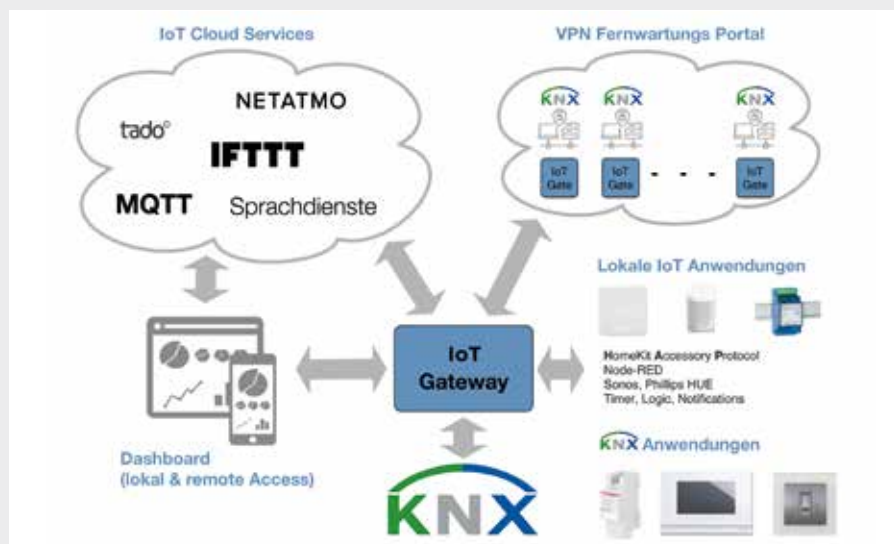 IoT Cloud Services
NETATMO
tado°
IFTTT
MQTT
Sprachdienste
VPN Fernwartungs Portal
KNX KNX KNX
IoT Gate IoT Gate - - - IoT Gate
Lokale IoT Anwendungen
HomeKit Accessory Protocol
Node-RED
Sonos, Phillips HUE
Timer, Logic, Notifications
IoT
Gateway
Dashboard
(lokal & remote Access)
KNX
KNX Anwendungen